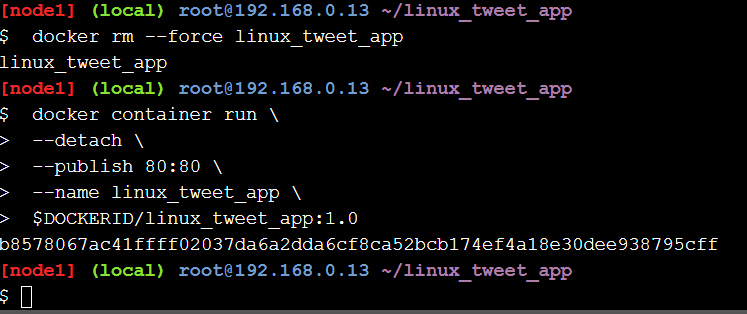 [node1] (local) root@192.168.0.13 ~/linux_tweet_app
$ docker rm --force linux_tweet_app
linux_tweet_app
[node1] (local) root@192.168.0.13 ~/linux_tweet_app
$ docker container run \
> --detach \
> --publish 80:80 \
> --name linux_tweet_app \
> $DOCKERID/linux_tweet_app:1.0
b8578067ac41ffff02037da6a2dda6cf8ca52bcb174ef4a18e30dee938795cff
[node1] (local) root@192.168.0.13 ~/linux_tweet_app
$